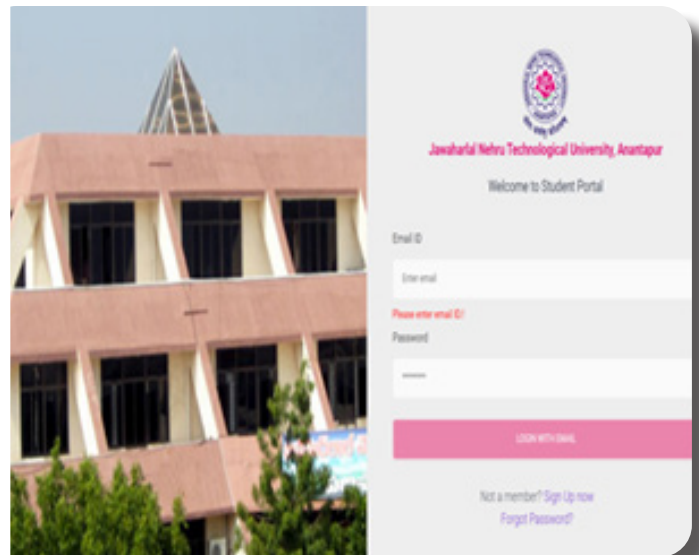 Jawaharlal Nehru Technological University, Anantapur
Welcome to Student Portal
Email ID
Enter email
Please enter email ID!
Password
LOGIN WITH EMAIL
Not a member? Sign Up now
Forgot Password?